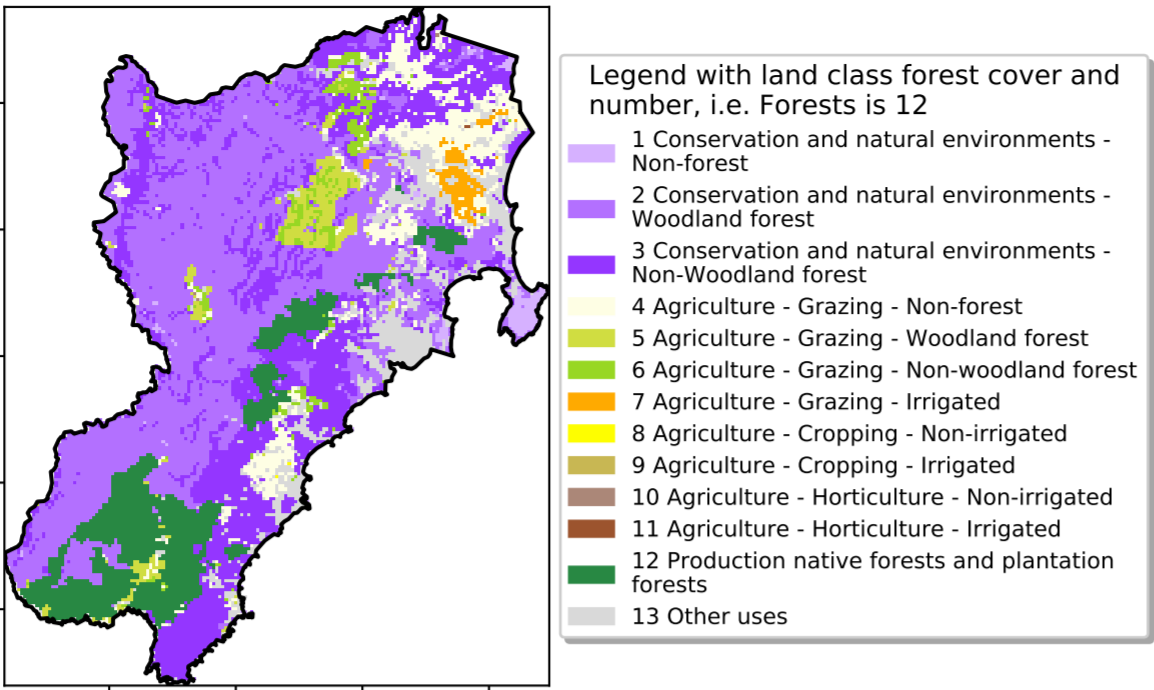 Legend with land class forest cover and
number, i.e. Forests is 12
1 Conservation and natural environments -
Non-forest
2 Conservation and natural environments -
Woodland forest
3 Conservation and natural environments -
Non-Woodland forest
4 Agriculture - Grazing - Non-forest
5 Agriculture - Grazing - Woodland forest
6 Agriculture - Grazing - Non-woodland forest
7 Agriculture - Grazing - Irrigated
8 Agriculture - Cropping - Non-irrigated
9 Agriculture - Cropping - Irrigated
10 Agriculture - Horticulture - Non-irrigated
11 Agriculture - Horticulture - Irrigated
12 Production native forests and plantation
forests
13 Other uses